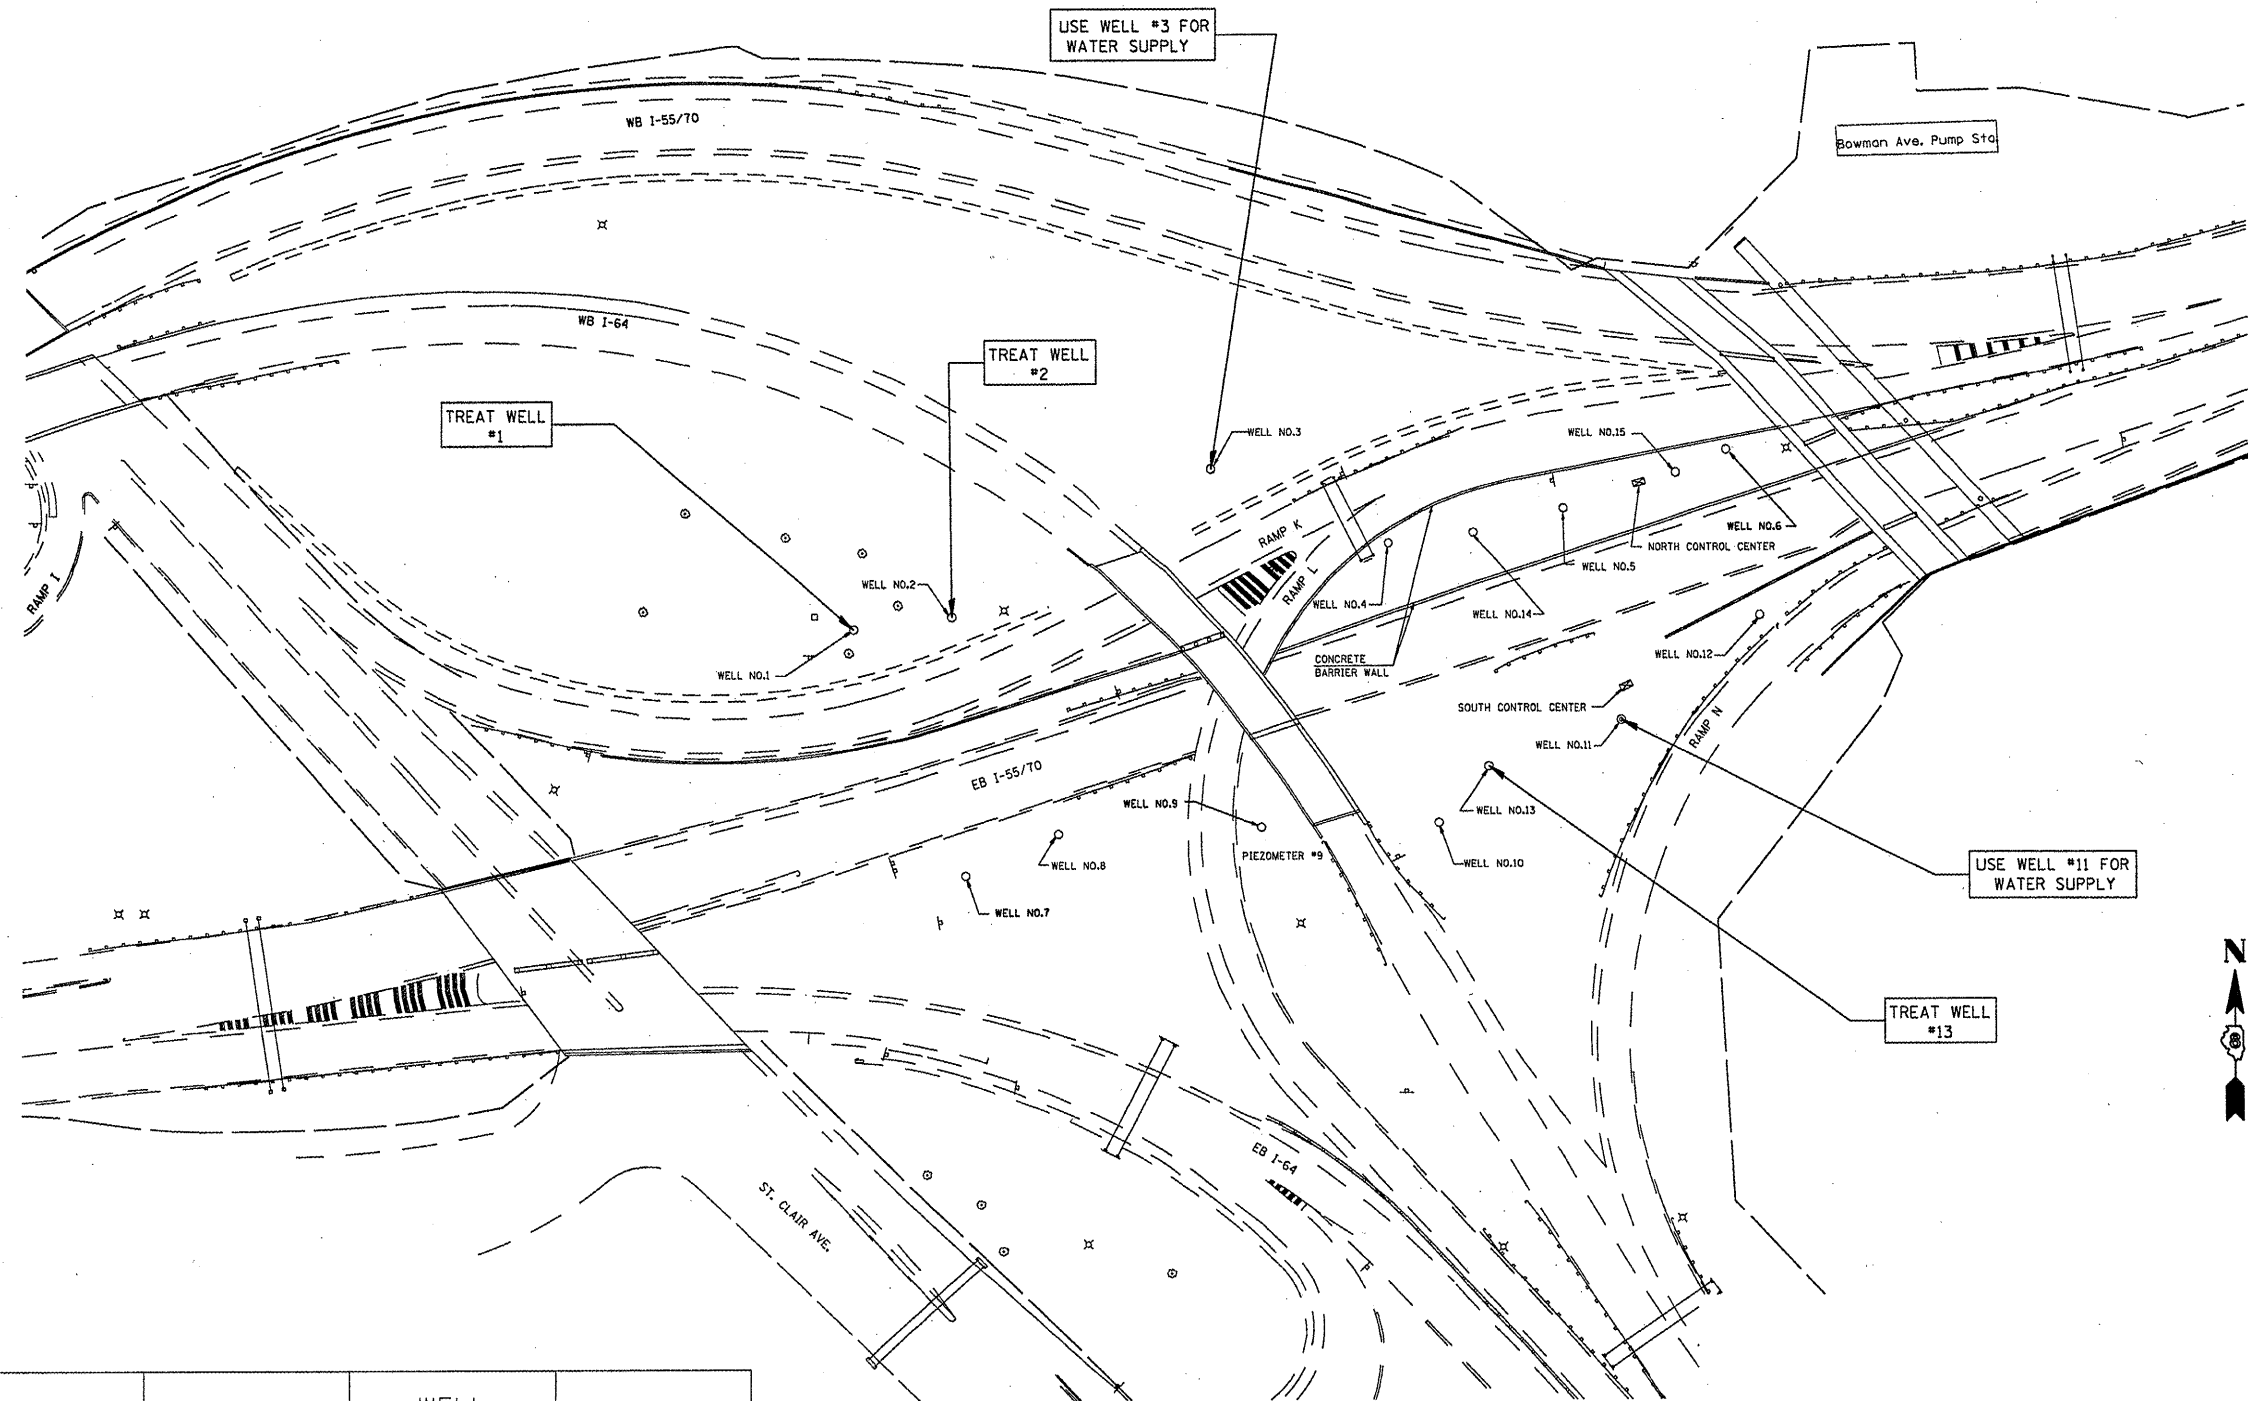 USE WELL #3 FOR
WATER SUPPLY
WB I-55/70
Bowman Ave. Pump Sta
WB I-64
TREAT WELL
#2
TREAT WELL
#1
WELL NO.3
WELL NO.15
WELL NO.6
NORTH CONTROL CENTER
RAMP K
WELL NO.5
RAMP L
RAMP I
WELL NO.2
WELL NO.4
WELL NO.14
WELL NO.12
CONCRETE
BARRIER WALL
WELL NO.1
SOUTH CONTROL CENTER
RAMP N
WELL NO.11
EB I-55/70
WELL NO.9
WELL NO.13
PIEZOMETER #9
WELL NO.8
WELL NO.10
USE WELL #11 FOR
WATER SUPPLY
WELL NO.7
N
8
TREAT WELL
#13
EB I-64
ST. CLAIR AVE.
WELL